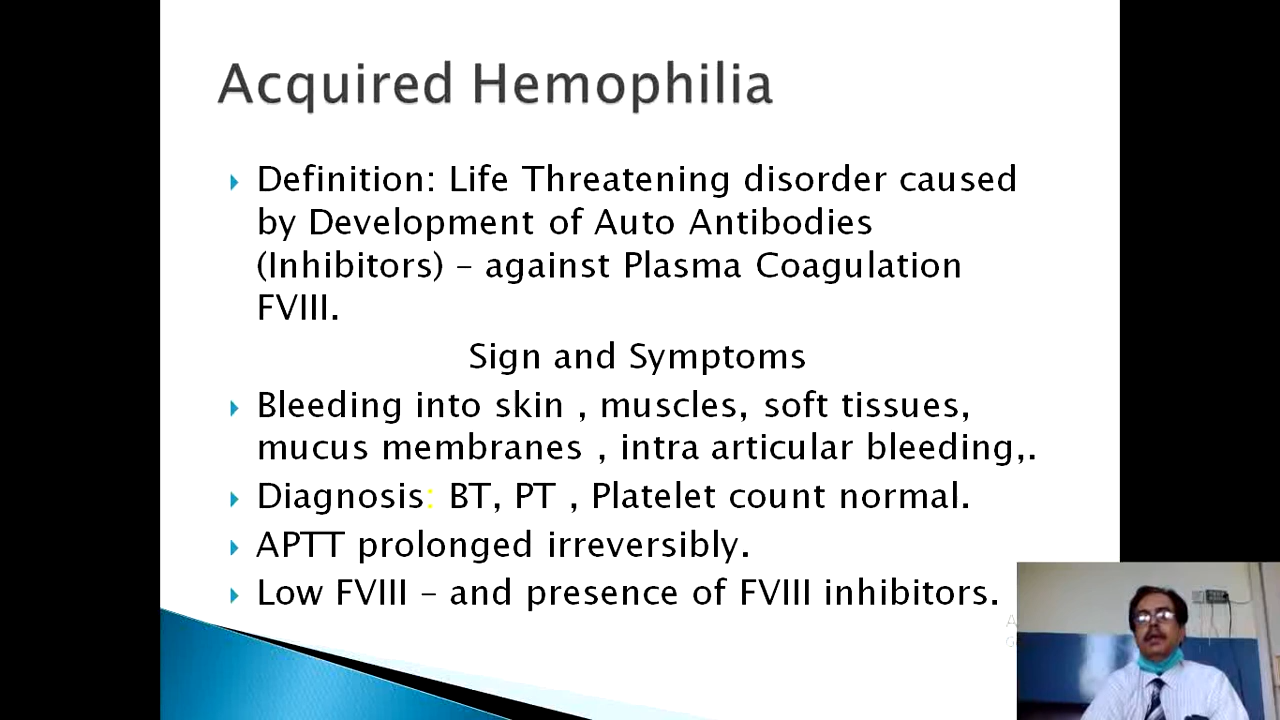 Acquired Hemophilia
Definition: Life Threatening disorder caused
by Development of Auto Antibodies
(Inhibitors) – against Plasma Coagulation
FVIII.
Sign and Symptoms
Bleeding into skin , muscles, soft tissues,
mucus membranes , intra articular bleeding,.
Diagnosis: BT, PT , Platelet count normal.
APTT prolonged irreversibly.
Low FVIII – and presence of FVIII inhibitors.